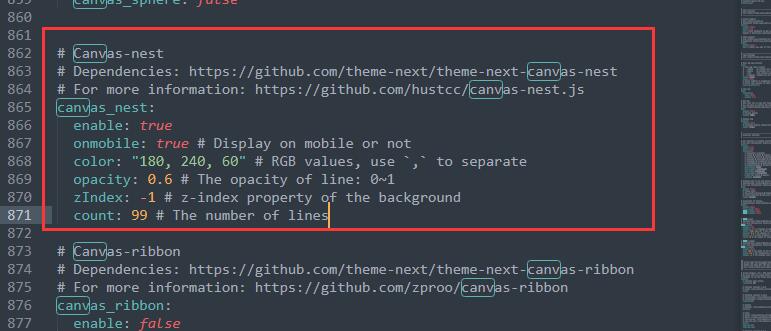 859 canvas_sphere: false
860
861
862 # Canvas-nest
863 # Dependencies: https://github.com/theme-next/theme-next-canvas-nest
864 # For more information: https://github.com/hustcc/canvas-nest.js
865 canvas_nest:
866 enable: true
867 onmobile: true # Display on mobile or not
868 color: "180, 240, 60" # RGB values, use `,` to separate
869 opacity: 0.6 # The opacity of line: 0~1
870 zIndex: -1 # z-index property of the background
871 count: 99 # The number of lines
872
873 # Canvas-ribbon
874 # Dependencies: https://github.com/theme-next/theme-next-canvas-ribbon
875 # For more information: https://github.com/zproo/canvas-ribbon
876 canvas_ribbon:
877 enable: false